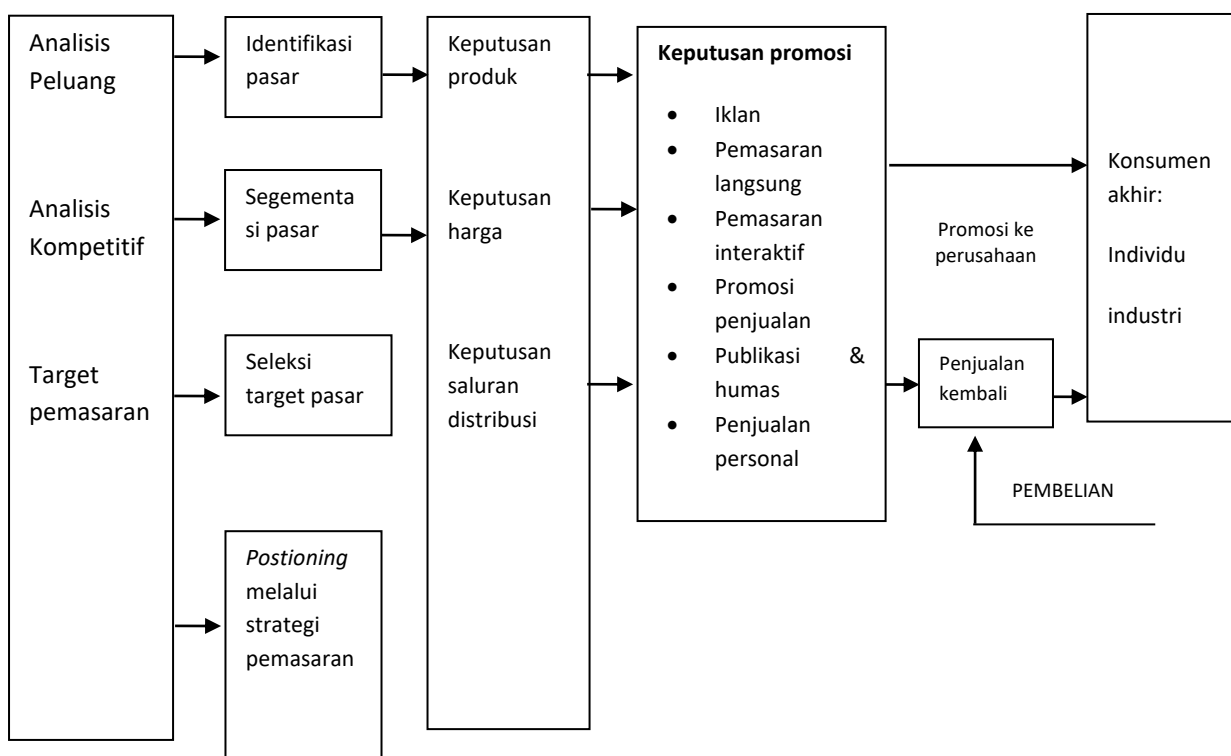 Analisis
Peluang
Analisis
Kompetitif
Target
pemasaran
Identifikasi
pasar
Segementa
si pasar
Seleksi
target pasar
Postioning
melalui
strategi
pemasaran
Keputusan
produk
Keputusan
harga
Keputusan
saluran
distribusi
Keputusan promosi
• Iklan
• Pemasaran
langsung
• Pemasaran
interaktif
• Promosi
penjualan
• Publikasi &
humas
• Penjualan
personal
Promosi ke
perusahaan
Penjualan
kembali
PEMBELIAN
Konsumen
akhir:
Individu
industri